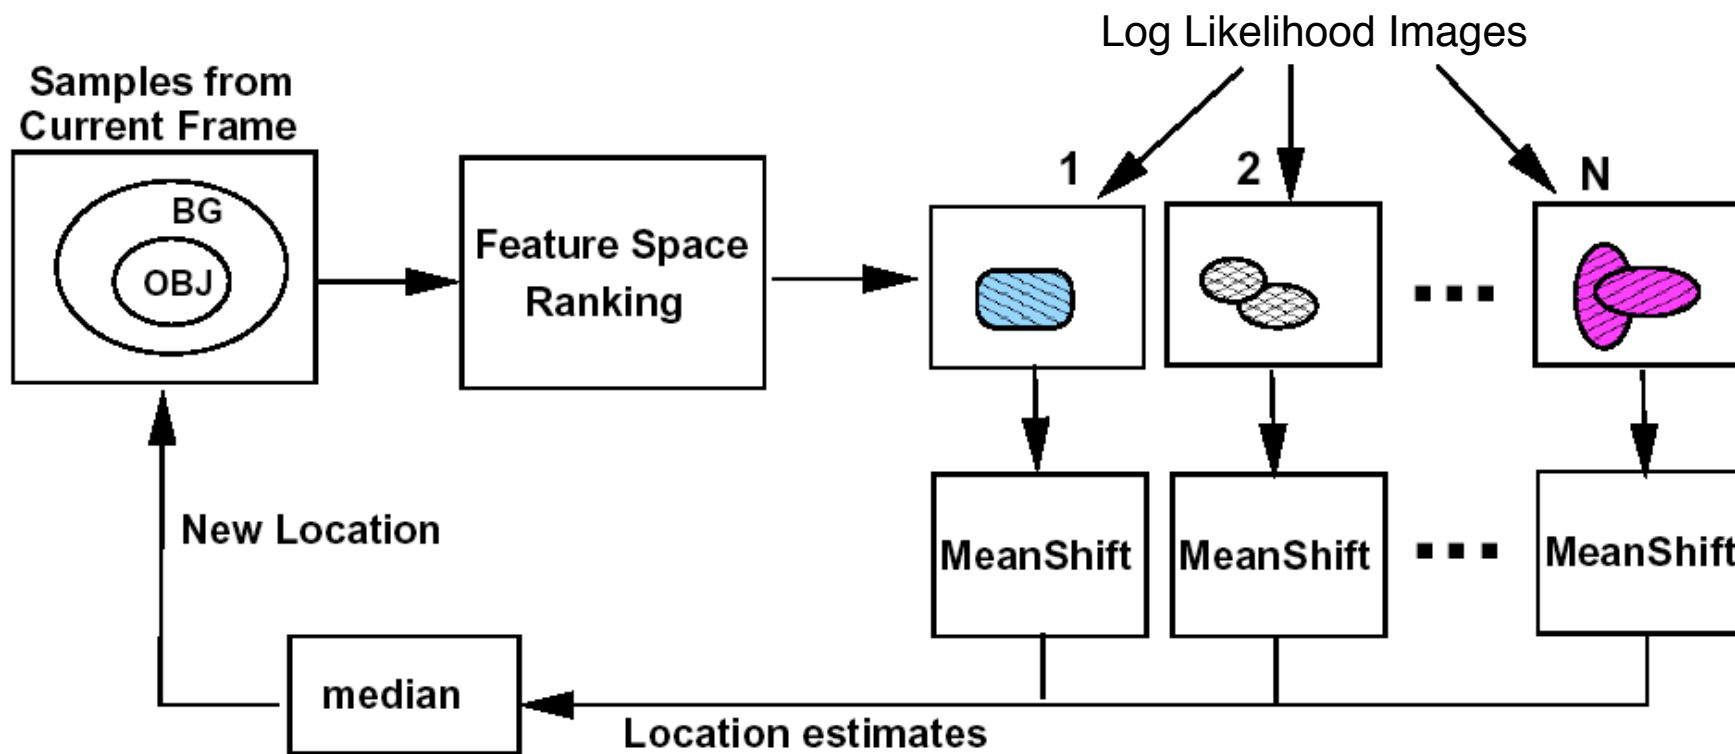 Log Likelihood Images
Samples from
Current Frame
1
2
N
BG
OBJ
Feature Space
Ranking
MeanShift
MeanShift
MeanShift
New Location
median
Location estimates